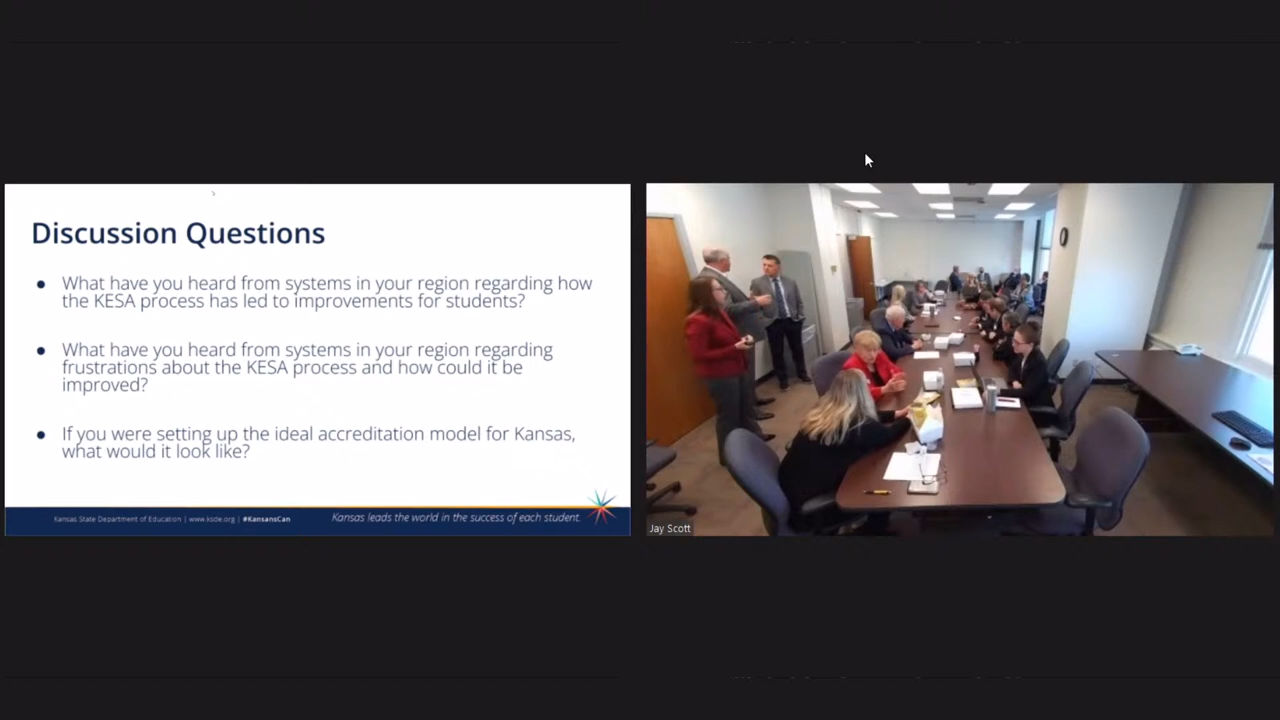 Discussion Questions
● What have you heard from systems in your region regarding how
the KESA process has led to improvements for students?
● What have you heard from systems in your region regarding
frustrations about the KESA process and how could it be
improved?
● If you were setting up the ideal accreditation model for Kansas,
what would it look like?
Kansas State Department of Education | www.ksde.org | #KansansCan
Kansas leads the world in the success of each student.
Jay Scott